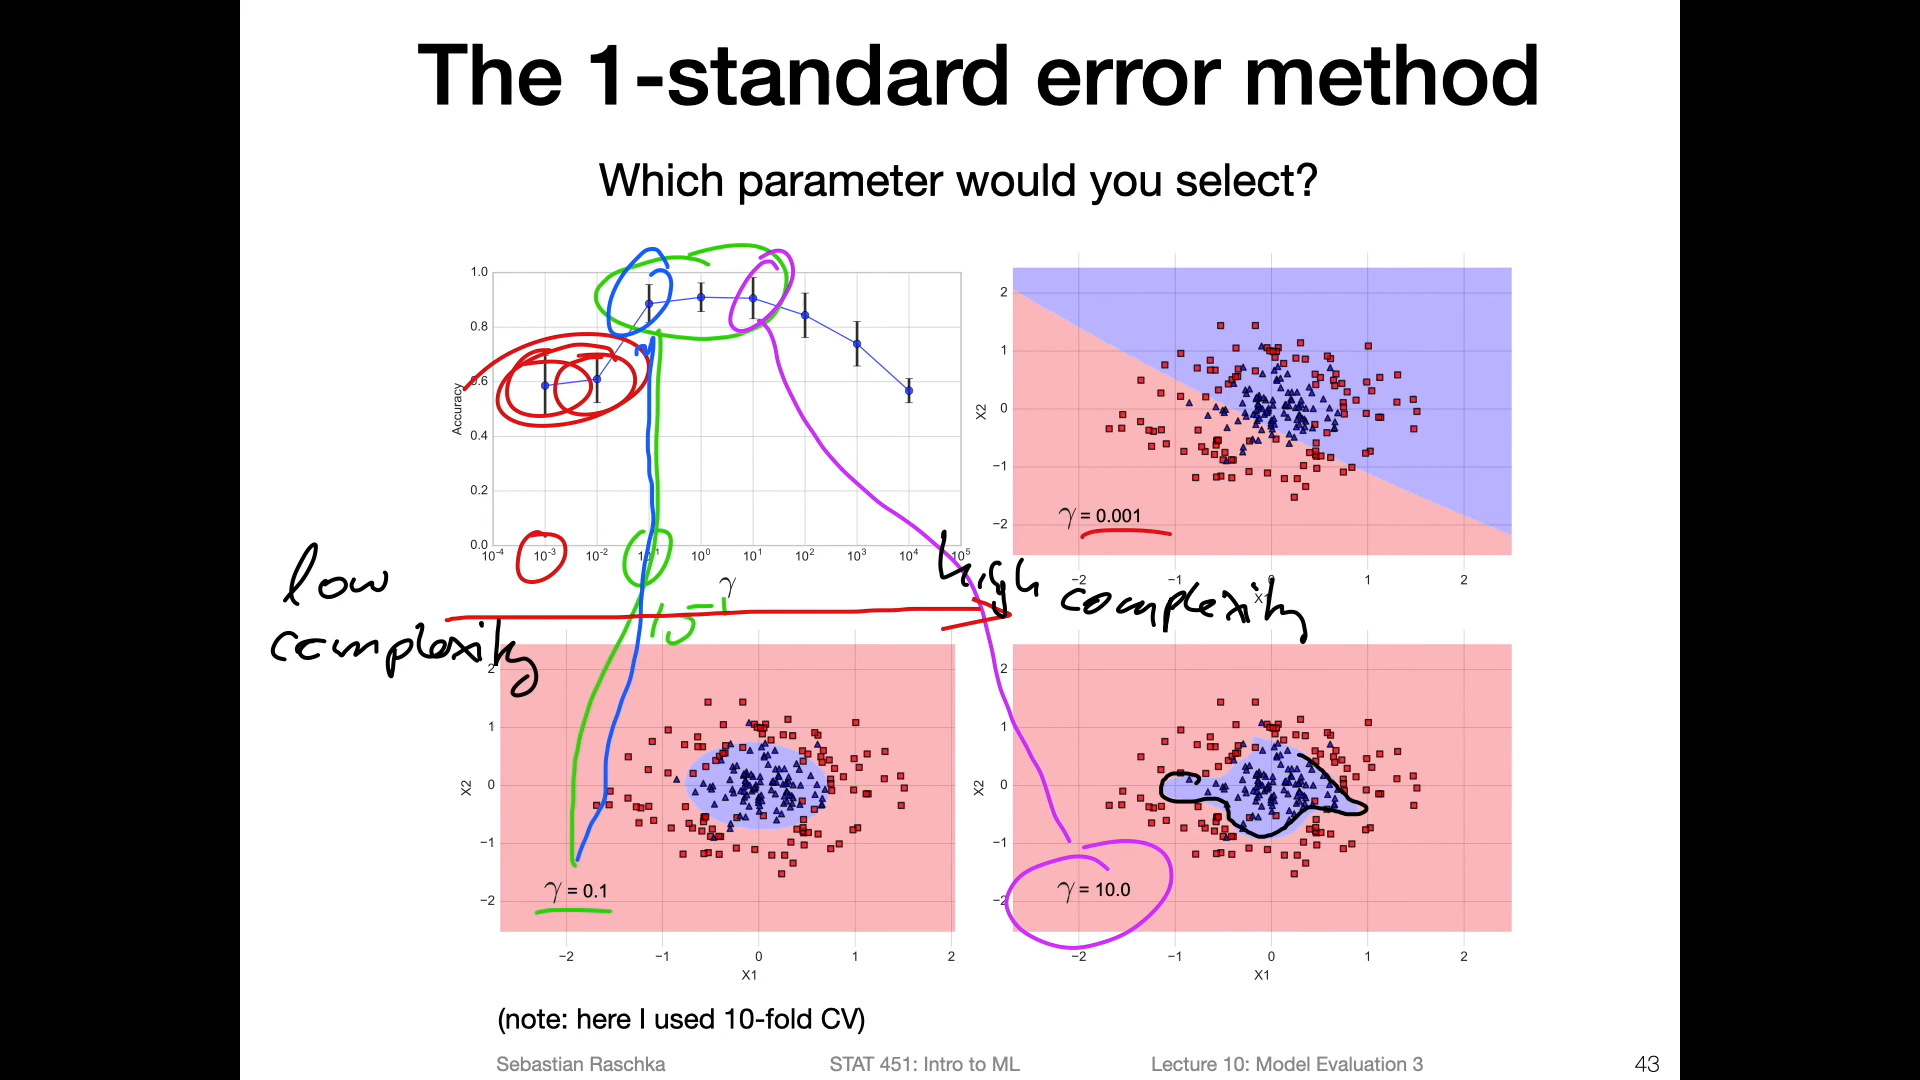 The 1-standard error method
Which parameter would you select?
1.0
0.8
0.6
0.4
0.2
0.0
Accuracy
10⁻⁴ 10⁻³ 10⁻² 10⁰ 10¹ 10² 10³ 10⁴ 10⁵
γ
10⁻¹
low
complexity
high complexity
2
1
0
−1
−2
X2
γ = 0.001
−2 −1 0 1 2
2
1
0
−1
−2
X2
γ = 0.1
−2 −1 0 1 2
X1
2
1
0
−1
−2
X2
γ = 10.0
−2 −1 0 1 2
X1
(note: here I used 10-fold CV)
Sebastian Raschka STAT 451: Intro to ML Lecture 10: Model Evaluation 3 43